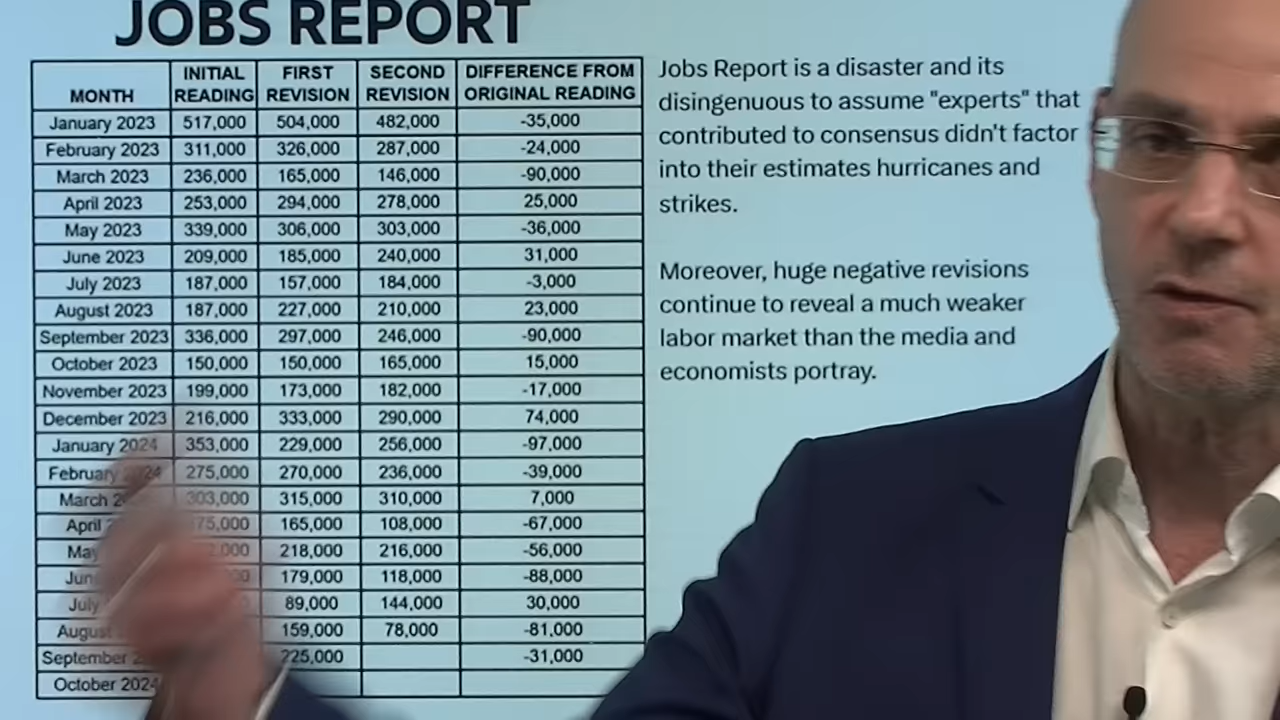 JOBS REPORT
MONTH INITIAL READING FIRST REVISION SECOND REVISION DIFFERENCE FROM ORIGINAL READING
January 2023 517,000 504,000 482,000 -35,000
February 2023 311,000 326,000 287,000 -24,000
March 2023 236,000 165,000 146,000 -90,000
April 2023 253,000 294,000 278,000 25,000
May 2023 339,000 306,000 303,000 -36,000
June 2023 209,000 185,000 240,000 31,000
July 2023 187,000 157,000 184,000 -3,000
August 2023 187,000 227,000 210,000 23,000
September 2023 336,000 297,000 246,000 -90,000
October 2023 150,000 150,000 165,000 15,000
November 2023 199,000 173,000 182,000 -17,000
December 2023 216,000 333,000 290,000 74,000
January 2024 353,000 229,000 256,000 -97,000
February 275,000 270,000 236,000 -39,000
March 303,000 315,000 310,000 7,000
April 165,000 108,000 -67,000
May 218,000 216,000 -56,000
179,000 118,000 -88,000
July 89,000 144,000 30,000
August 159,000 78,000 -81,000
September 225,000 -31,000
October 2024
Jobs Report is a disaster and its
disingenuous to assume "experts" that
contributed to consensus didn't factor
into their estimates hurricanes and
strikes.
Moreover, huge negative revisions
continue to reveal a much weaker
labor market than the media and
economists portray.